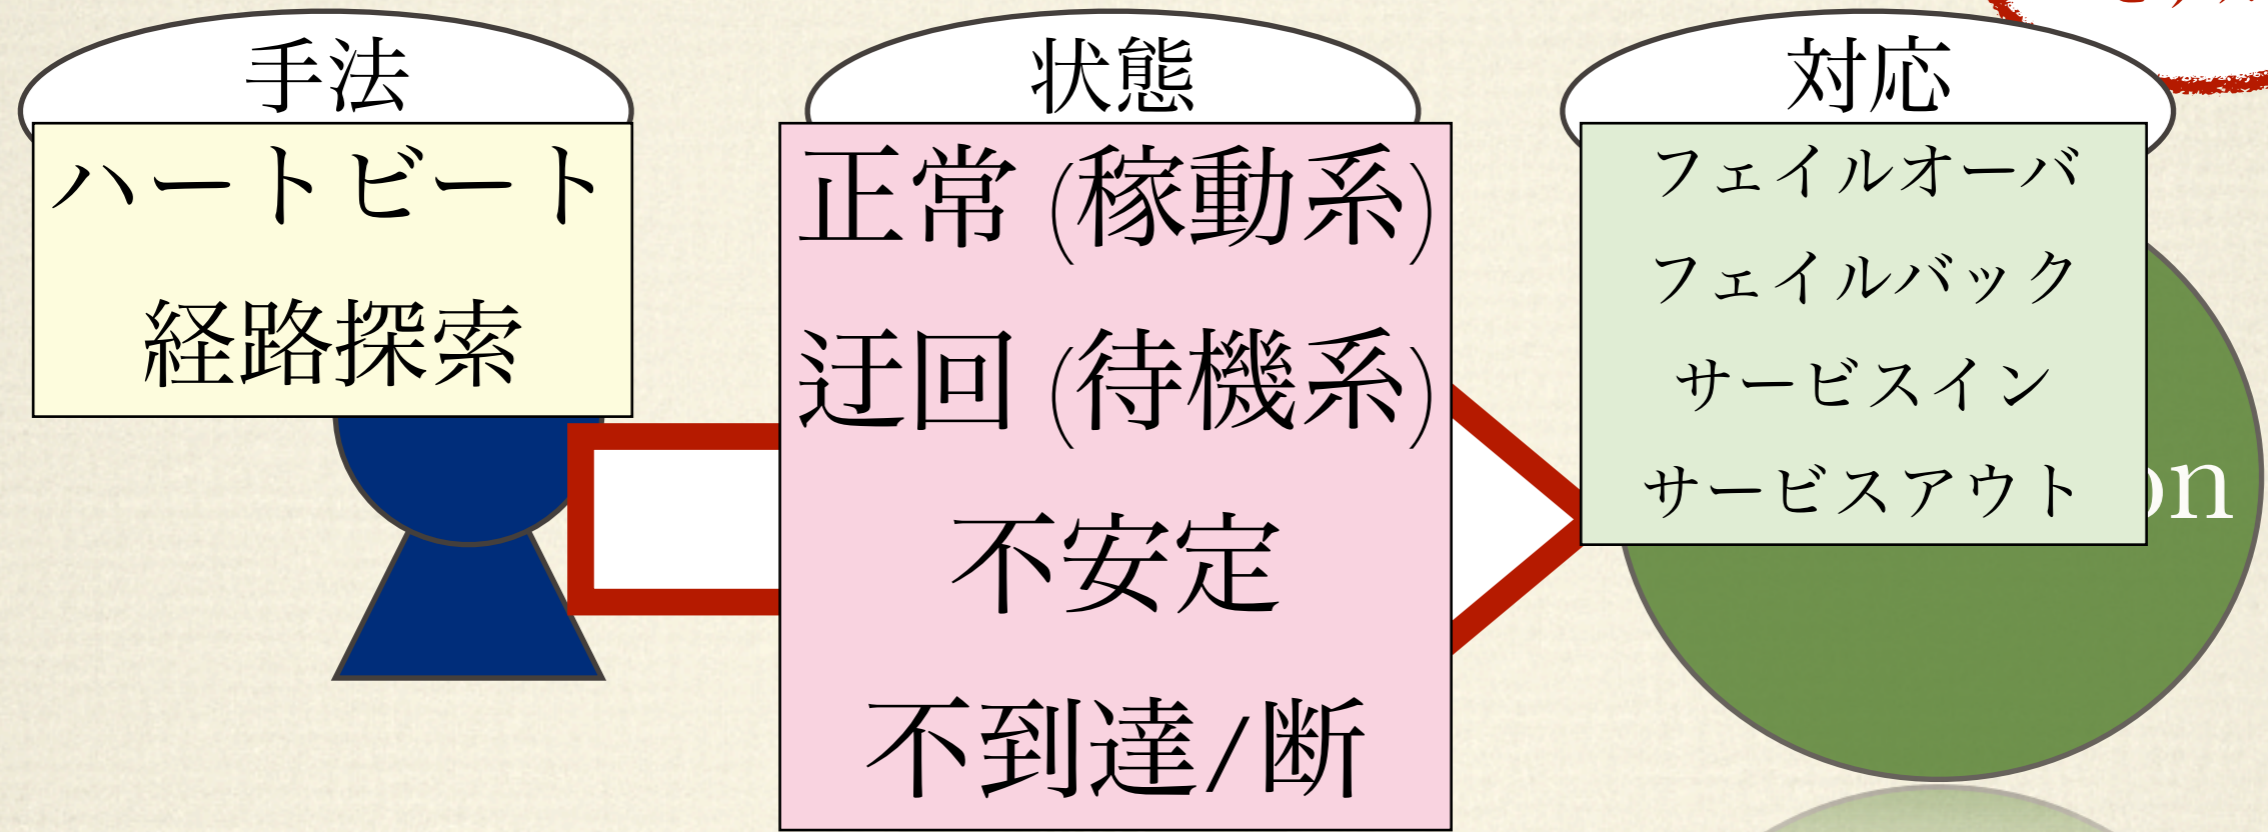 手法
ハートビート
経路探索
状態
正常 (稼動系)
迂回 (待機系)
不安定
不到達/断
対応
フェイルオーバ
フェイルバック
サービスイン
サービスアウト